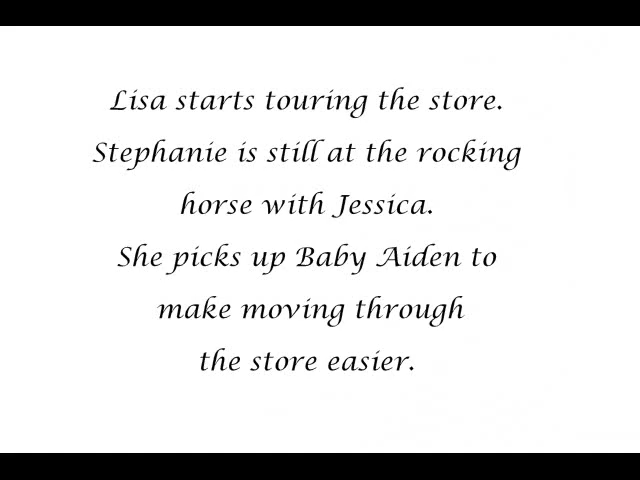 Lisa starts touring the store.
Stephanie is still at the rocking
horse with Jessica.
She picks up Baby Aiden to
make moving through
the store easier.